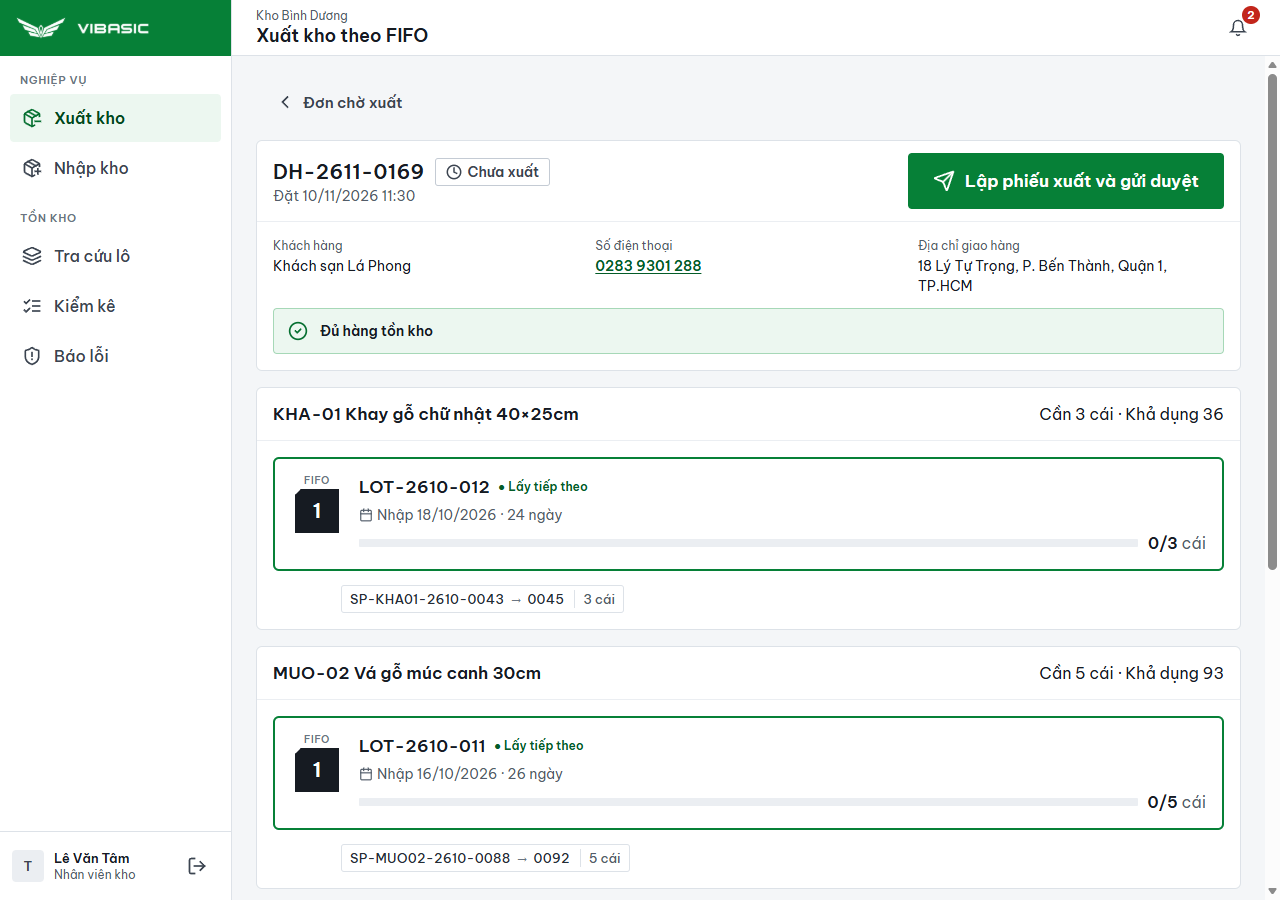 VIBASIC
Kho Bình Dương
Xuất kho theo FIFO
2
NGHIỆP VỤ
Xuất kho
Nhập kho
TỒN KHO
Tra cứu lô
Kiểm kê
Báo lỗi
T
Lê Văn Tâm
Nhân viên kho
Đơn chờ xuất
DH-2611-0169
Chưa xuất
Đặt 10/11/2026 11:30
Lập phiếu xuất và gửi duyệt
Khách hàng
Khách sạn Lá Phong
Số điện thoại
0283 9301 288
Địa chỉ giao hàng
18 Lý Tự Trọng, P. Bến Thành, Quận 1,
TP.HCM
Đủ hàng tồn kho
KHA-01 Khay gỗ chữ nhật 40×25cm
Cần 3 cái · Khả dụng 36
FIFO
1
LOT-2610-012 • Lấy tiếp theo
Nhập 18/10/2026 · 24 ngày
0/3 cái
SP-KHA01-2610-0043 → 0045 3 cái
MUO-02 Vá gỗ múc canh 30cm
Cần 5 cái · Khả dụng 93
FIFO
1
LOT-2610-011 • Lấy tiếp theo
Nhập 16/10/2026 · 26 ngày
0/5 cái
SP-MUO02-2610-0088 → 0092 5 cái